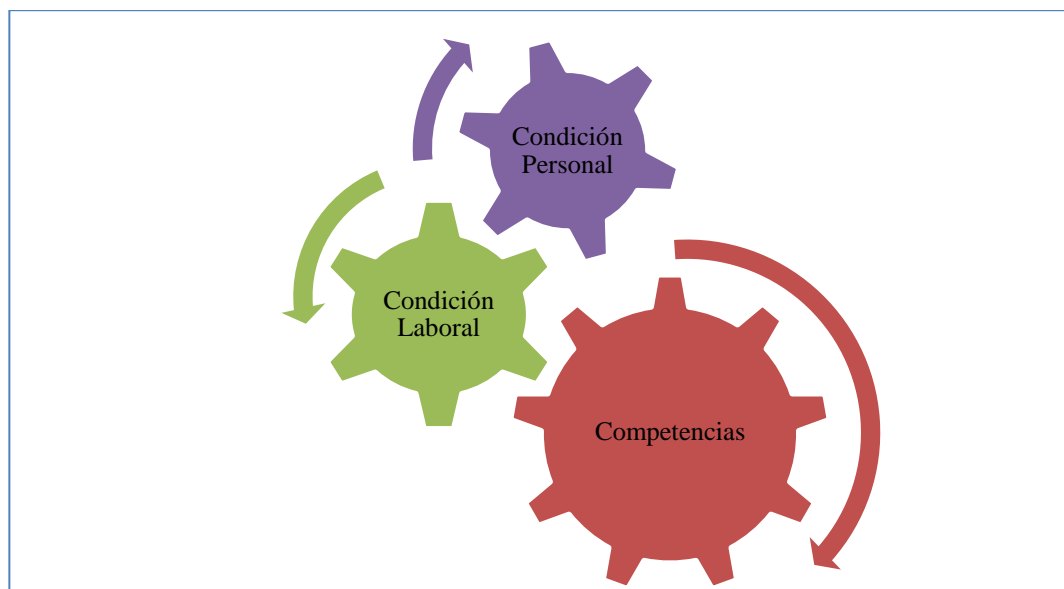 Condición
Personal
Condición
Laboral
Competencias